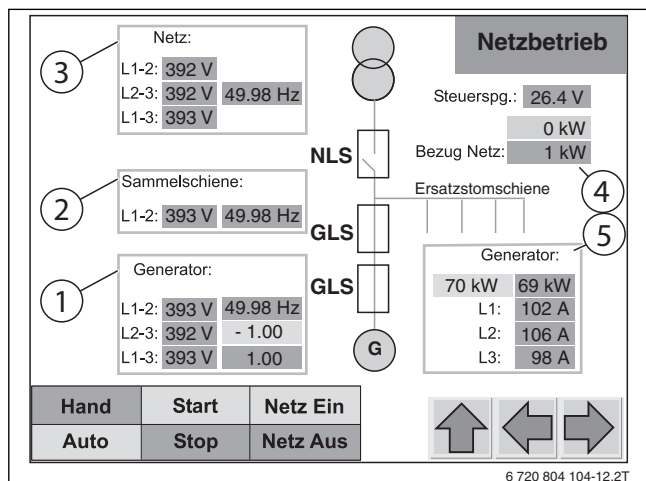 Netzbetrieb
3
Netz:
L1-2: 392 V
L2-3: 392 V 49.98 Hz
L1-3: 393 V
Steuerspg.: 26.4 V
0 kW
Bezug Netz: 1 kW
4
NLS
Ersatzstomschiene
2
Sammelschiene:
L1-2: 393 V 49.98 Hz
GLS
5
1
Generator:
L1-2: 393 V 49.98 Hz
L2-3: 392 V - 1.00
L1-3: 393 V 1.00
GLS
G
Generator:
70 kW 69 kW
L1: 102 A
L2: 106 A
L3: 98 A
Hand Start Netz Ein
Auto Stop Netz Aus
6 720 804 104-12.2T